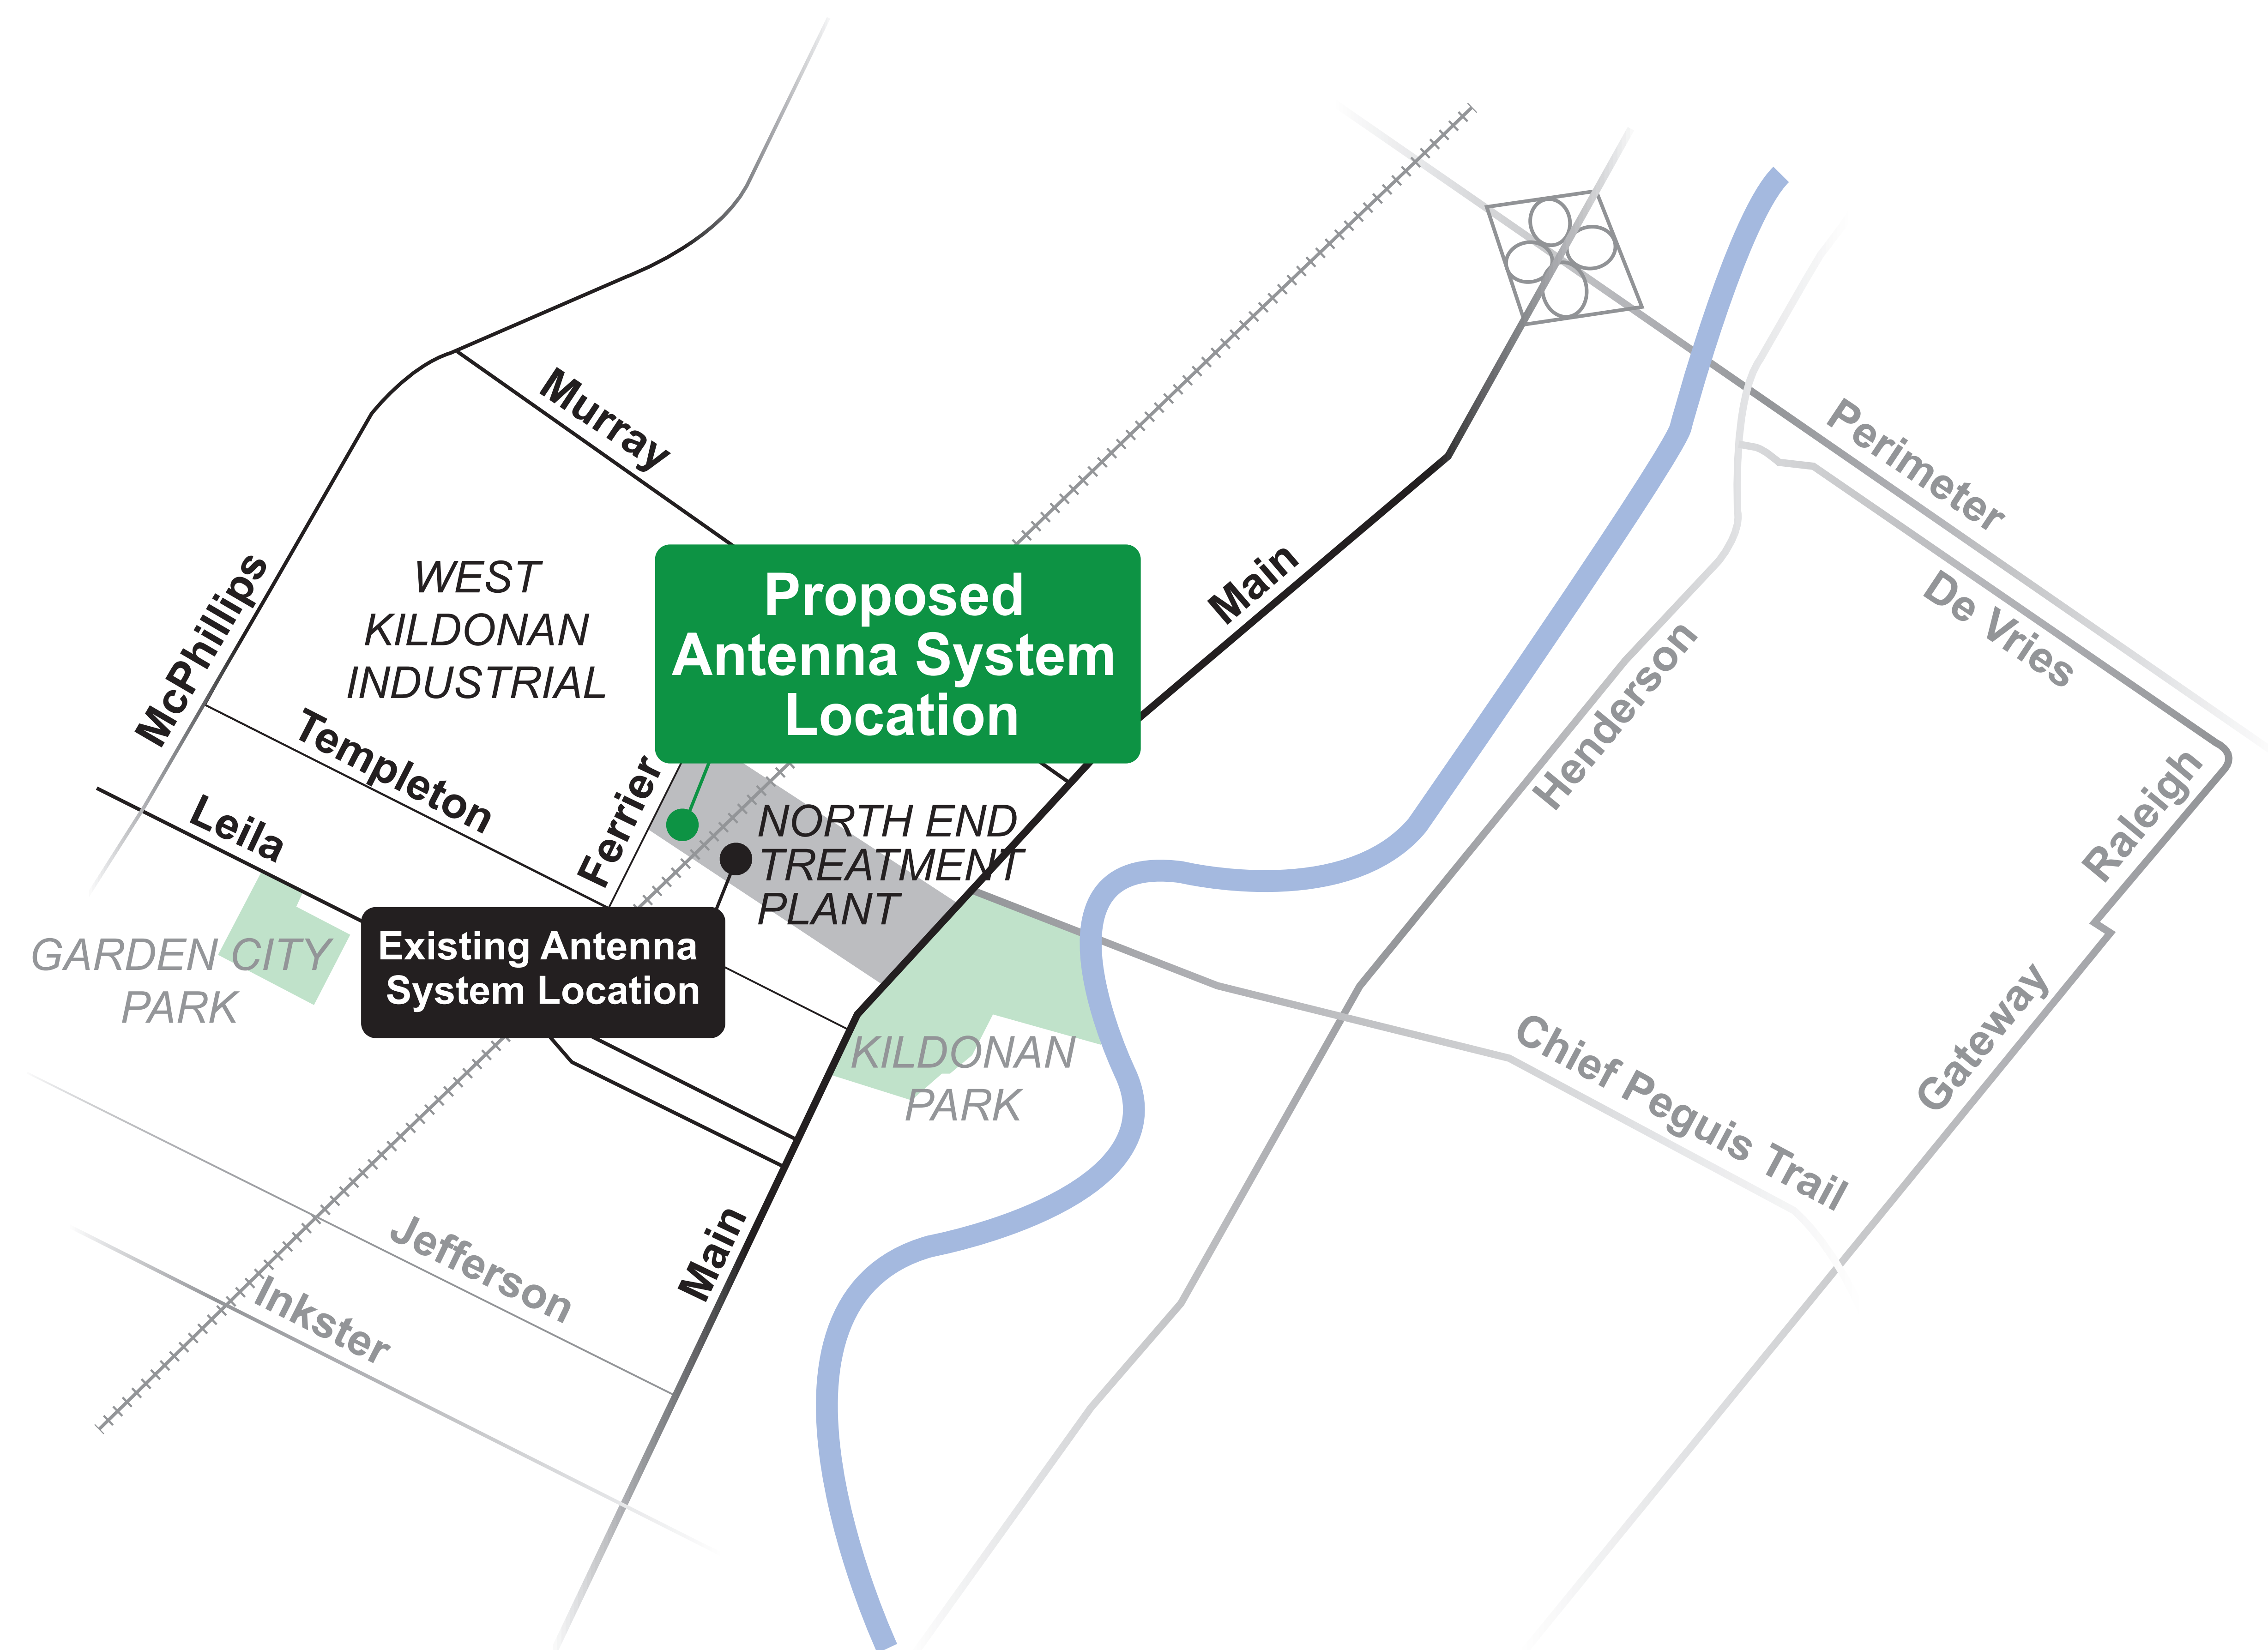 Murray
Perimeter
McPhillips
WEST
KILDONAN
INDUSTRIAL
Proposed
Antenna System
Location
Main
De Vries
Henderson
Templeton
Ferrier
Leila
NORTH END
TREATMENT
PLANT
Raleigh
GARDEN CITY
PARK
Existing Antenna
System Location
KILDONAN
PARK
Chief Peguis Trail
Gateway
Main
Jefferson
Inkster